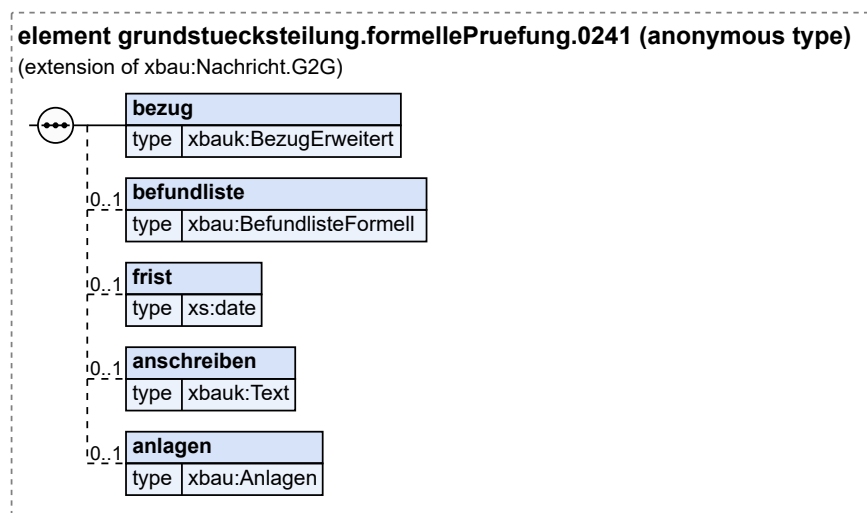 element grundstuecksteilung.formellePruefung.0241 (anonymous type)
(extension of xbau:Nachricht.G2G)
bezug
type xbauk:BezugErweitert
0..1 befundliste
type xbau:BefundlisteFormell
0..1 frist
type xs:date
0..1 anschreiben
type xbauk:Text
0..1 anlagen
type xbau:Anlagen